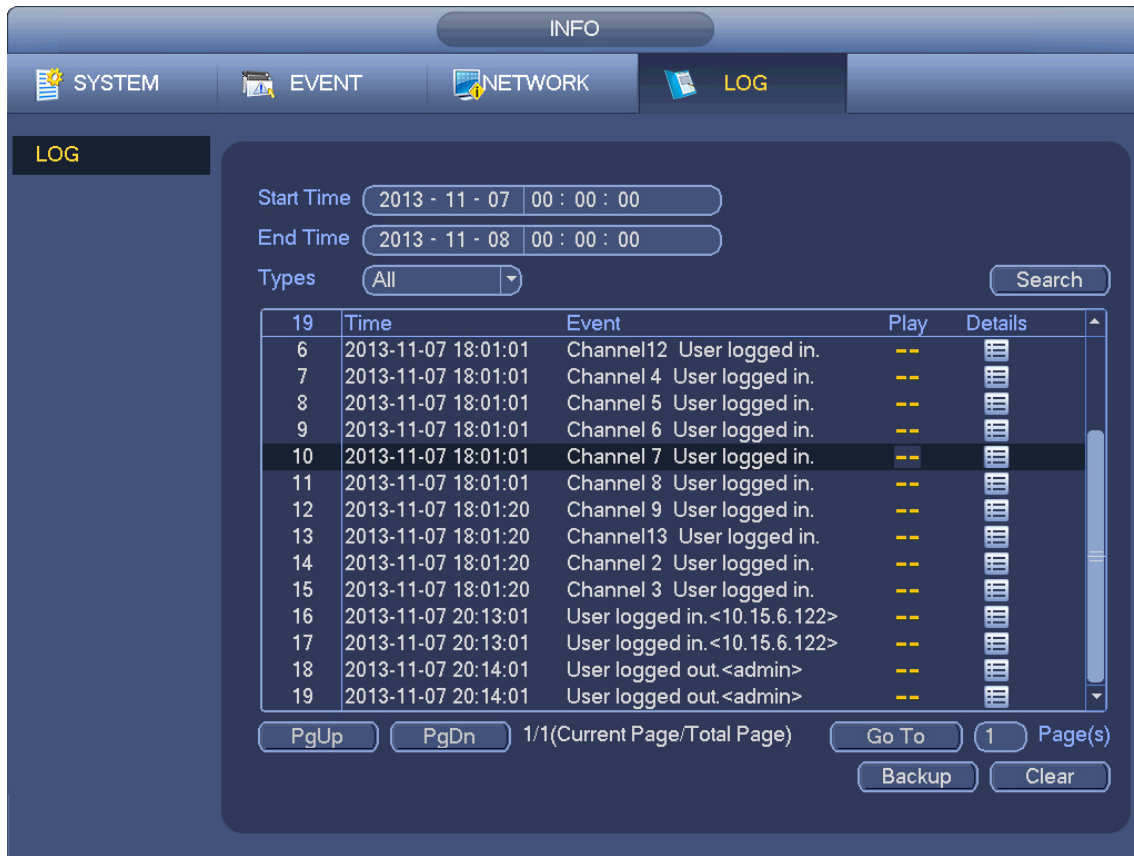 INFO
SYSTEM EVENT NETWORK LOG
LOG
Start Time 2013 - 11 - 07 00 : 00 : 00
End Time 2013 - 11 - 08 00 : 00 : 00
Types All Search
19 Time Event Play Details
6 2013-11-07 18:01:01 Channel12 User logged in. --
7 2013-11-07 18:01:01 Channel 4 User logged in. --
8 2013-11-07 18:01:01 Channel 5 User logged in. --
9 2013-11-07 18:01:01 Channel 6 User logged in. --
10 2013-11-07 18:01:01 Channel 7 User logged in. --
11 2013-11-07 18:01:01 Channel 8 User logged in. --
12 2013-11-07 18:01:20 Channel 9 User logged in. --
13 2013-11-07 18:01:20 Channel13 User logged in. --
14 2013-11-07 18:01:20 Channel 2 User logged in. --
15 2013-11-07 18:01:20 Channel 3 User logged in. --
16 2013-11-07 20:13:01 User logged in.<10.15.6.122> --
17 2013-11-07 20:13:01 User logged in.<10.15.6.122> --
18 2013-11-07 20:14:01 User logged out.<admin> --
19 2013-11-07 20:14:01 User logged out.<admin> --
PgUp PgDn 1/1(Current Page/Total Page) Go To 1 Page(s)
Backup Clear